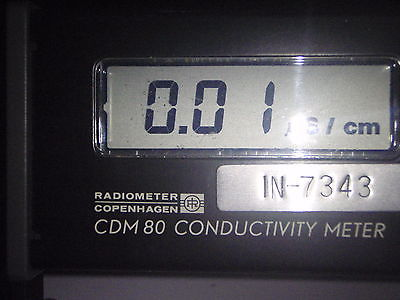 0.01 µS / cm
IN-7343
RADIOMETER
COPENHAGEN
CDM 80 CONDUCTIVITY METER